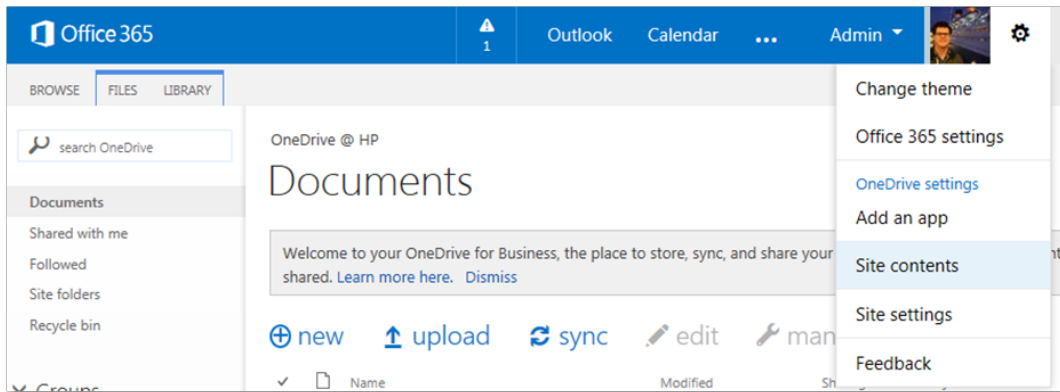 Office 365
1
Outlook
Calendar
...
Admin
BROWSE
FILES
LIBRARY
search OneDrive
Documents
Shared with me
Followed
Site folders
Recycle bin
OneDrive @ HP
Documents
Welcome to your OneDrive for Business, the place to store, sync, and share your
shared. Learn more here. Dismiss
new
upload
sync
edit
man
Name
Modified
Sh
Change theme
Office 365 settings
OneDrive settings
Add an app
Site contents
Site settings
Feedback